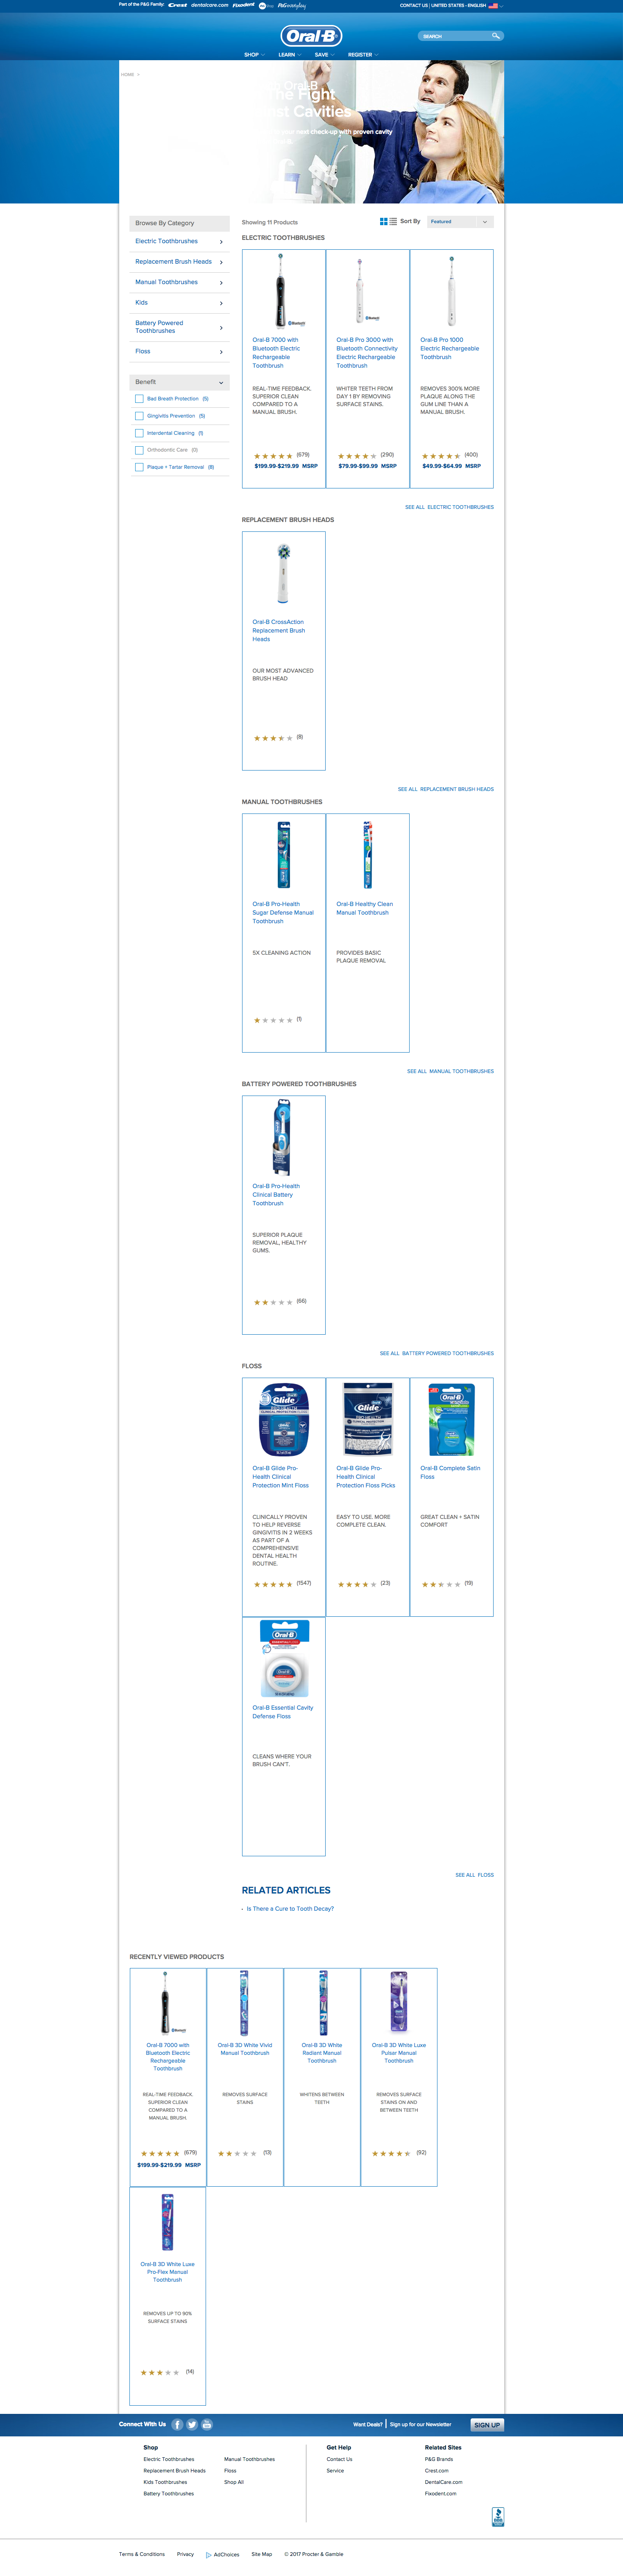 Part of the P&G Family: Crest dentalcare.com Fixodent P&G everyday
CONTACT US | UNITED STATES - ENGLISH
Oral-B
SEARCH
SHOP LEARN SAVE REGISTER
HOME >
Oral-B
The Fight
st Cavities
next check-up with proven cavity
Browse By Category
Electric Toothbrushes
Replacement Brush Heads
Manual Toothbrushes
Kids
Battery Powered
Toothbrushes
Floss
Benefit
Bad Breath Protection (5)
Gingivitis Prevention (5)
Interdental Cleaning (1)
Orthodontic Care (0)
Plaque + Tartar Removal (8)
Showing 11 Products
Sort By Featured
ELECTRIC TOOTHBRUSHES
Bluetooth
Oral-B 7000 with
Bluetooth Electric
Rechargeable
Toothbrush
REAL-TIME FEEDBACK.
SUPERIOR CLEAN
COMPARED TO A
MANUAL BRUSH.
(679)
$199.99-$219.99 MSRP
Bluetooth
Oral-B Pro 3000 with
Bluetooth Connectivity
Electric Rechargeable
Toothbrush
WHITER TEETH FROM
DAY 1 BY REMOVING
SURFACE STAINS.
(290)
$79.99-$99.99 MSRP
Oral-B Pro 1000
Electric Rechargeable
Toothbrush
REMOVES 300% MORE
PLAQUE ALONG THE
GUM LINE THAN A
MANUAL BRUSH.
(400)
$49.99-$64.99 MSRP
SEE ALL ELECTRIC TOOTHBRUSHES
REPLACEMENT BRUSH HEADS
Oral-B CrossAction
Replacement Brush
Heads
OUR MOST ADVANCED
BRUSH HEAD
(8)
SEE ALL REPLACEMENT BRUSH HEADS
MANUAL TOOTHBRUSHES
Oral-B Pro-Health
Sugar Defense Manual
Toothbrush
5X CLEANING ACTION
(1)
Oral-B Healthy Clean
Manual Toothbrush
PROVIDES BASIC
PLAQUE REMOVAL
SEE ALL MANUAL TOOTHBRUSHES
BATTERY POWERED TOOTHBRUSHES
Oral-B Pro-Health
Clinical Battery
Toothbrush
SUPERIOR PLAQUE
REMOVAL, HEALTHY
GUMS.
(66)
SEE ALL BATTERY POWERED TOOTHBRUSHES
FLOSS
Glide
Oral-B Glide Pro-
Health Clinical
Protection Mint Floss
CLINICALLY PROVEN
TO HELP REVERSE
GINGIVITIS IN 2 WEEKS
AS PART OF A
COMPREHENSIVE
DENTAL HEALTH
ROUTINE.
(1547)
Glide
Oral-B Glide Pro-
Health Clinical
Protection Floss Picks
EASY TO USE. MORE
COMPLETE CLEAN.
(23)
Oral-B
Oral-B Complete Satin
Floss
GREAT CLEAN + SATIN
COMFORT
(19)
Oral-B
Oral-B Essential Cavity
Defense Floss
CLEANS WHERE YOUR
BRUSH CAN'T.
SEE ALL FLOSS
RELATED ARTICLES
• Is There a Cure to Tooth Decay?
RECENTLY VIEWED PRODUCTS
Bluetooth
Oral-B 7000 with
Bluetooth Electric
Rechargeable
Toothbrush
REAL-TIME FEEDBACK.
SUPERIOR CLEAN
COMPARED TO A
MANUAL BRUSH.
(679)
$199.99-$219.99 MSRP
Oral-B 3D White Vivid
Manual Toothbrush
REMOVES SURFACE
STAINS
(13)
Oral-B 3D White
Radiant Manual
Toothbrush
WHITENS BETWEEN
TEETH
Oral-B 3D White Luxe
Pulsar Manual
Toothbrush
REMOVES SURFACE
STAINS ON AND
BETWEEN TEETH
(92)
Oral-B 3D White Luxe
Pro-Flex Manual
Toothbrush
REMOVES UP TO 90%
SURFACE STAINS
(14)
Connect With Us
Want Deals? | Sign up for our Newsletter
SIGN UP
Shop
Electric Toothbrushes
Replacement Brush Heads
Kids Toothbrushes
Battery Toothbrushes
Manual Toothbrushes
Floss
Shop All
Get Help
Contact Us
Service
Related Sites
P&G Brands
Crest.com
DentalCare.com
Fixodent.com
BBB
Terms & Conditions Privacy AdChoices Site Map © 2017 Procter & Gamble